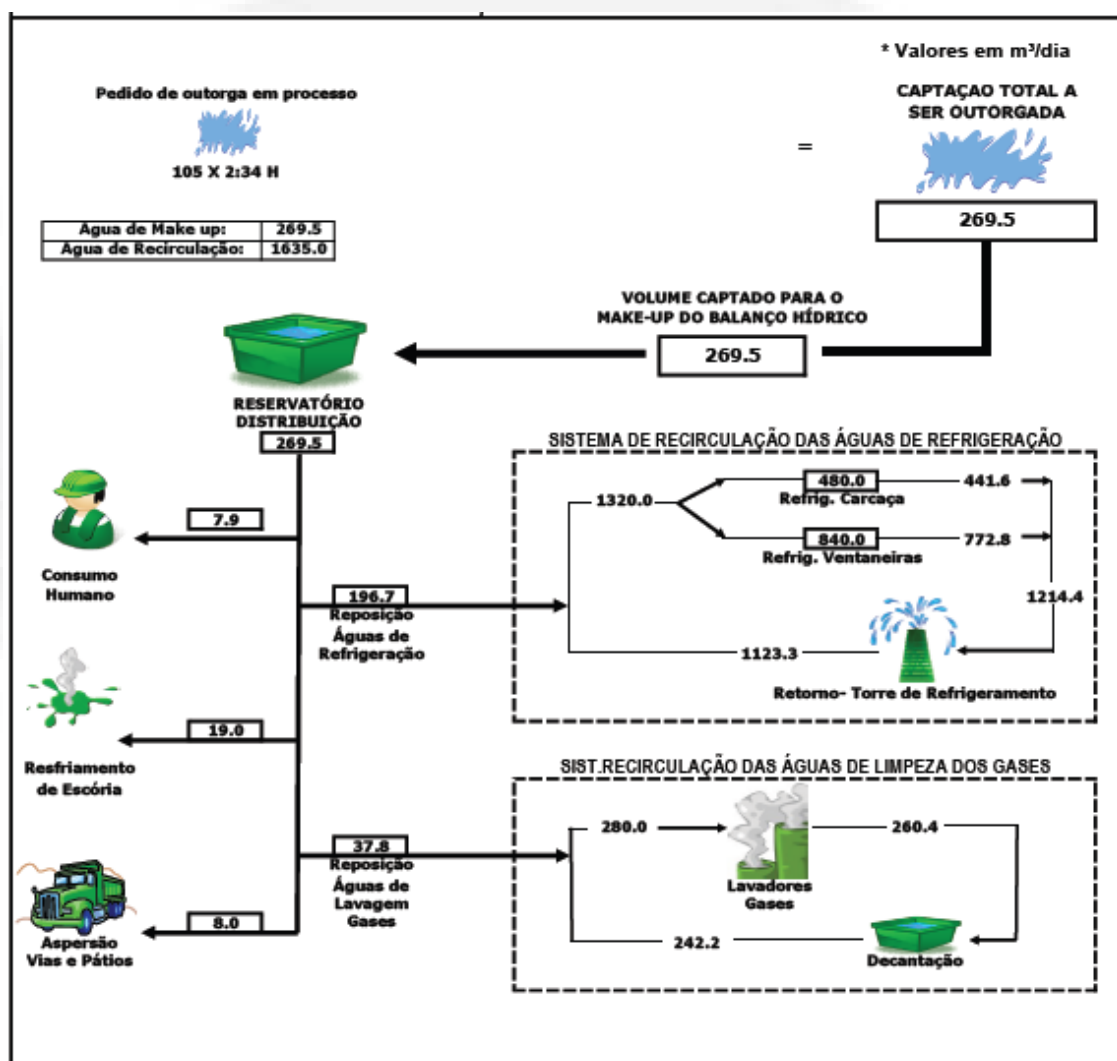 * Valores em m³/dia
Pedido de outorga em processo
105 X 2:34 H
=
CAPTAÇAO TOTAL A
SER OUTORGADA
269.5
Agua de Make up: 269.5
Agua de Recirculação: 1635.0
VOLUME CAPTADO PARA O
MAKE-UP DO BALANÇO HÍDRICO
269.5
RESERVATÓRIO
DISTRIBUIÇÃO
269.5
7.9
Consumo
Humano
196.7
Reposição
Águas de
Refrigeração
19.0
Resfriamento
de Escória
37.8
Reposição
Águas de
Lavagem
Gases
8.0
Aspersão
Vias e Pátios
SISTEMA DE RECIRCULAÇÃO DAS ÁGUAS DE REFRIGERAÇÃO
1320.0
480.0
441.6
Refrig. Carcaça
840.0
772.8
Refrig. Ventaneiras
1214.4
1123.3
Retorno- Torre de Refrigeramento
SIST.RECIRCULAÇÃO DAS ÁGUAS DE LIMPEZA DOS GASES
280.0
260.4
Lavadores
Gases
242.2
Decantação